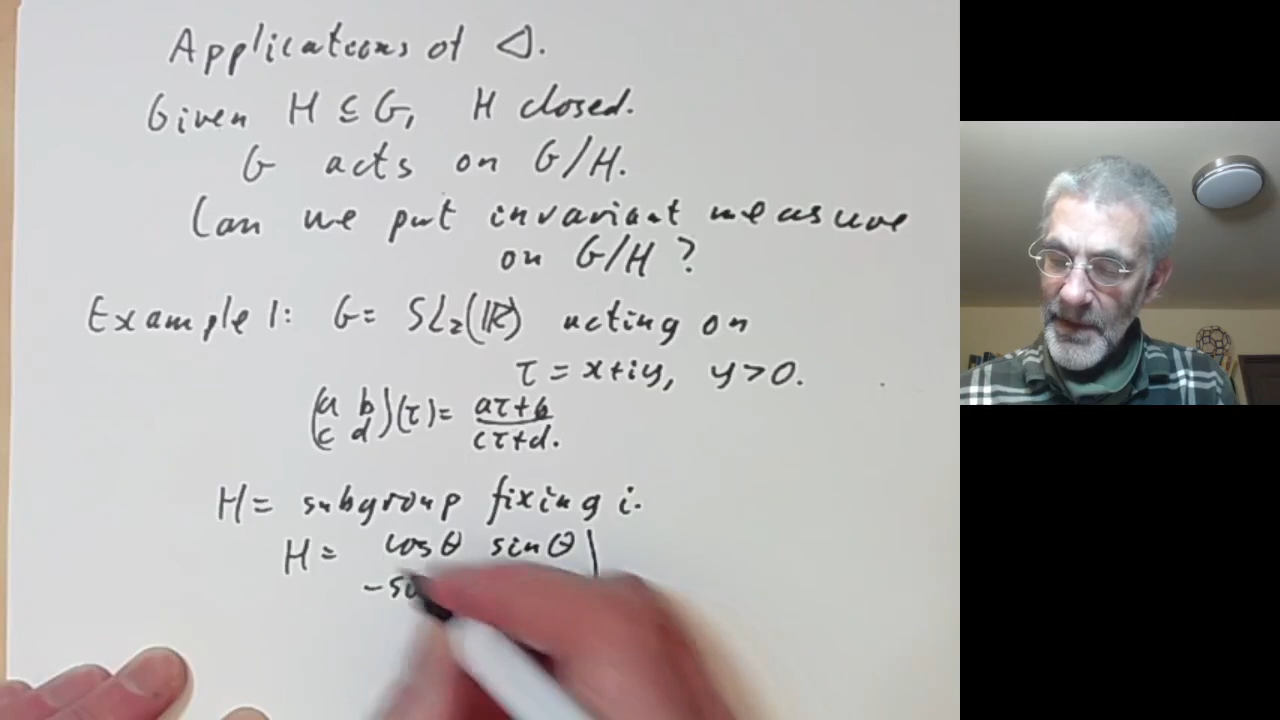 Applications of Δ.
Given H ⊆ G, H closed.
G acts on G/H.
Can we put invariant measure
on G/H ?
Example 1: G = SL₂(ℝ) acting on
τ = x+iy, y>0.
(a b
c d)(τ) = aτ+b
cτ+d.
H = subgroup fixing i.
H = cos θ sin θ
-si